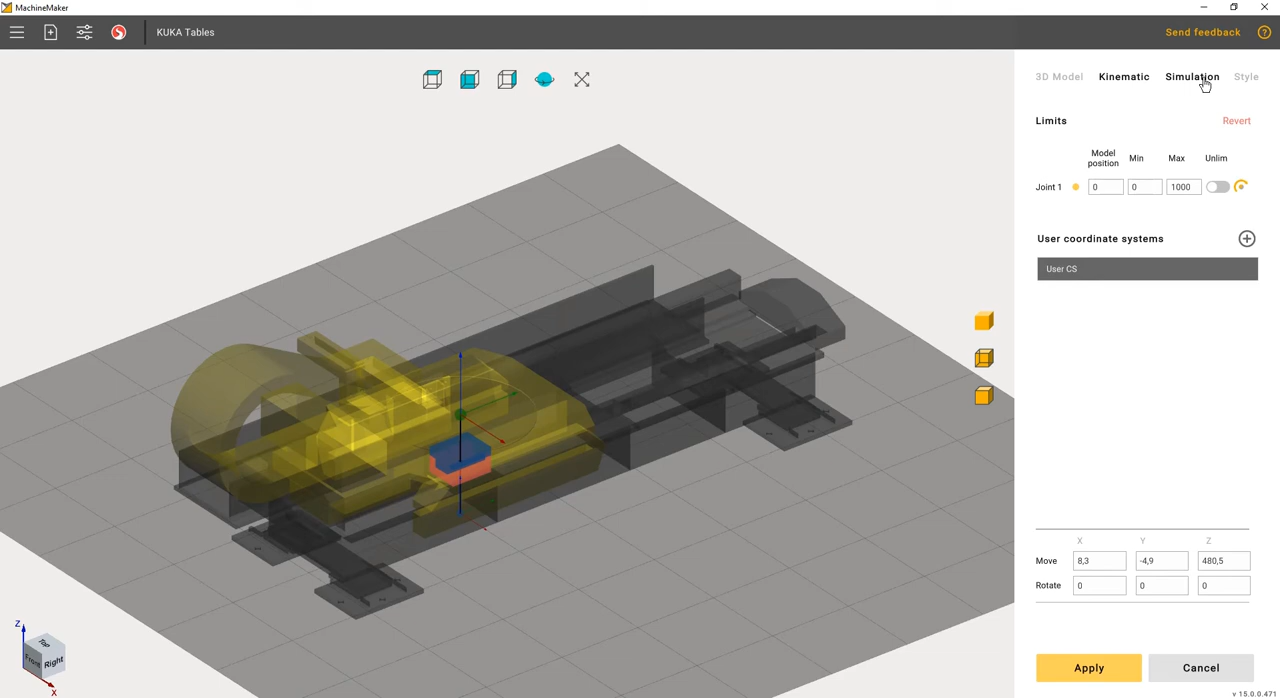 MachineMaker
KUKA Tables
Send feedback
?
3D Model Kinematic Simulation Style
Limits Revert
Model position Min Max Unlim
Joint 1 0 0 1000
User coordinate systems
User CS
X Y Z
Move 8,3 -4,9 480,5
Rotate 0 0 0
Apply Cancel
v 15.0.0.471
Z
Top
Front Right
X